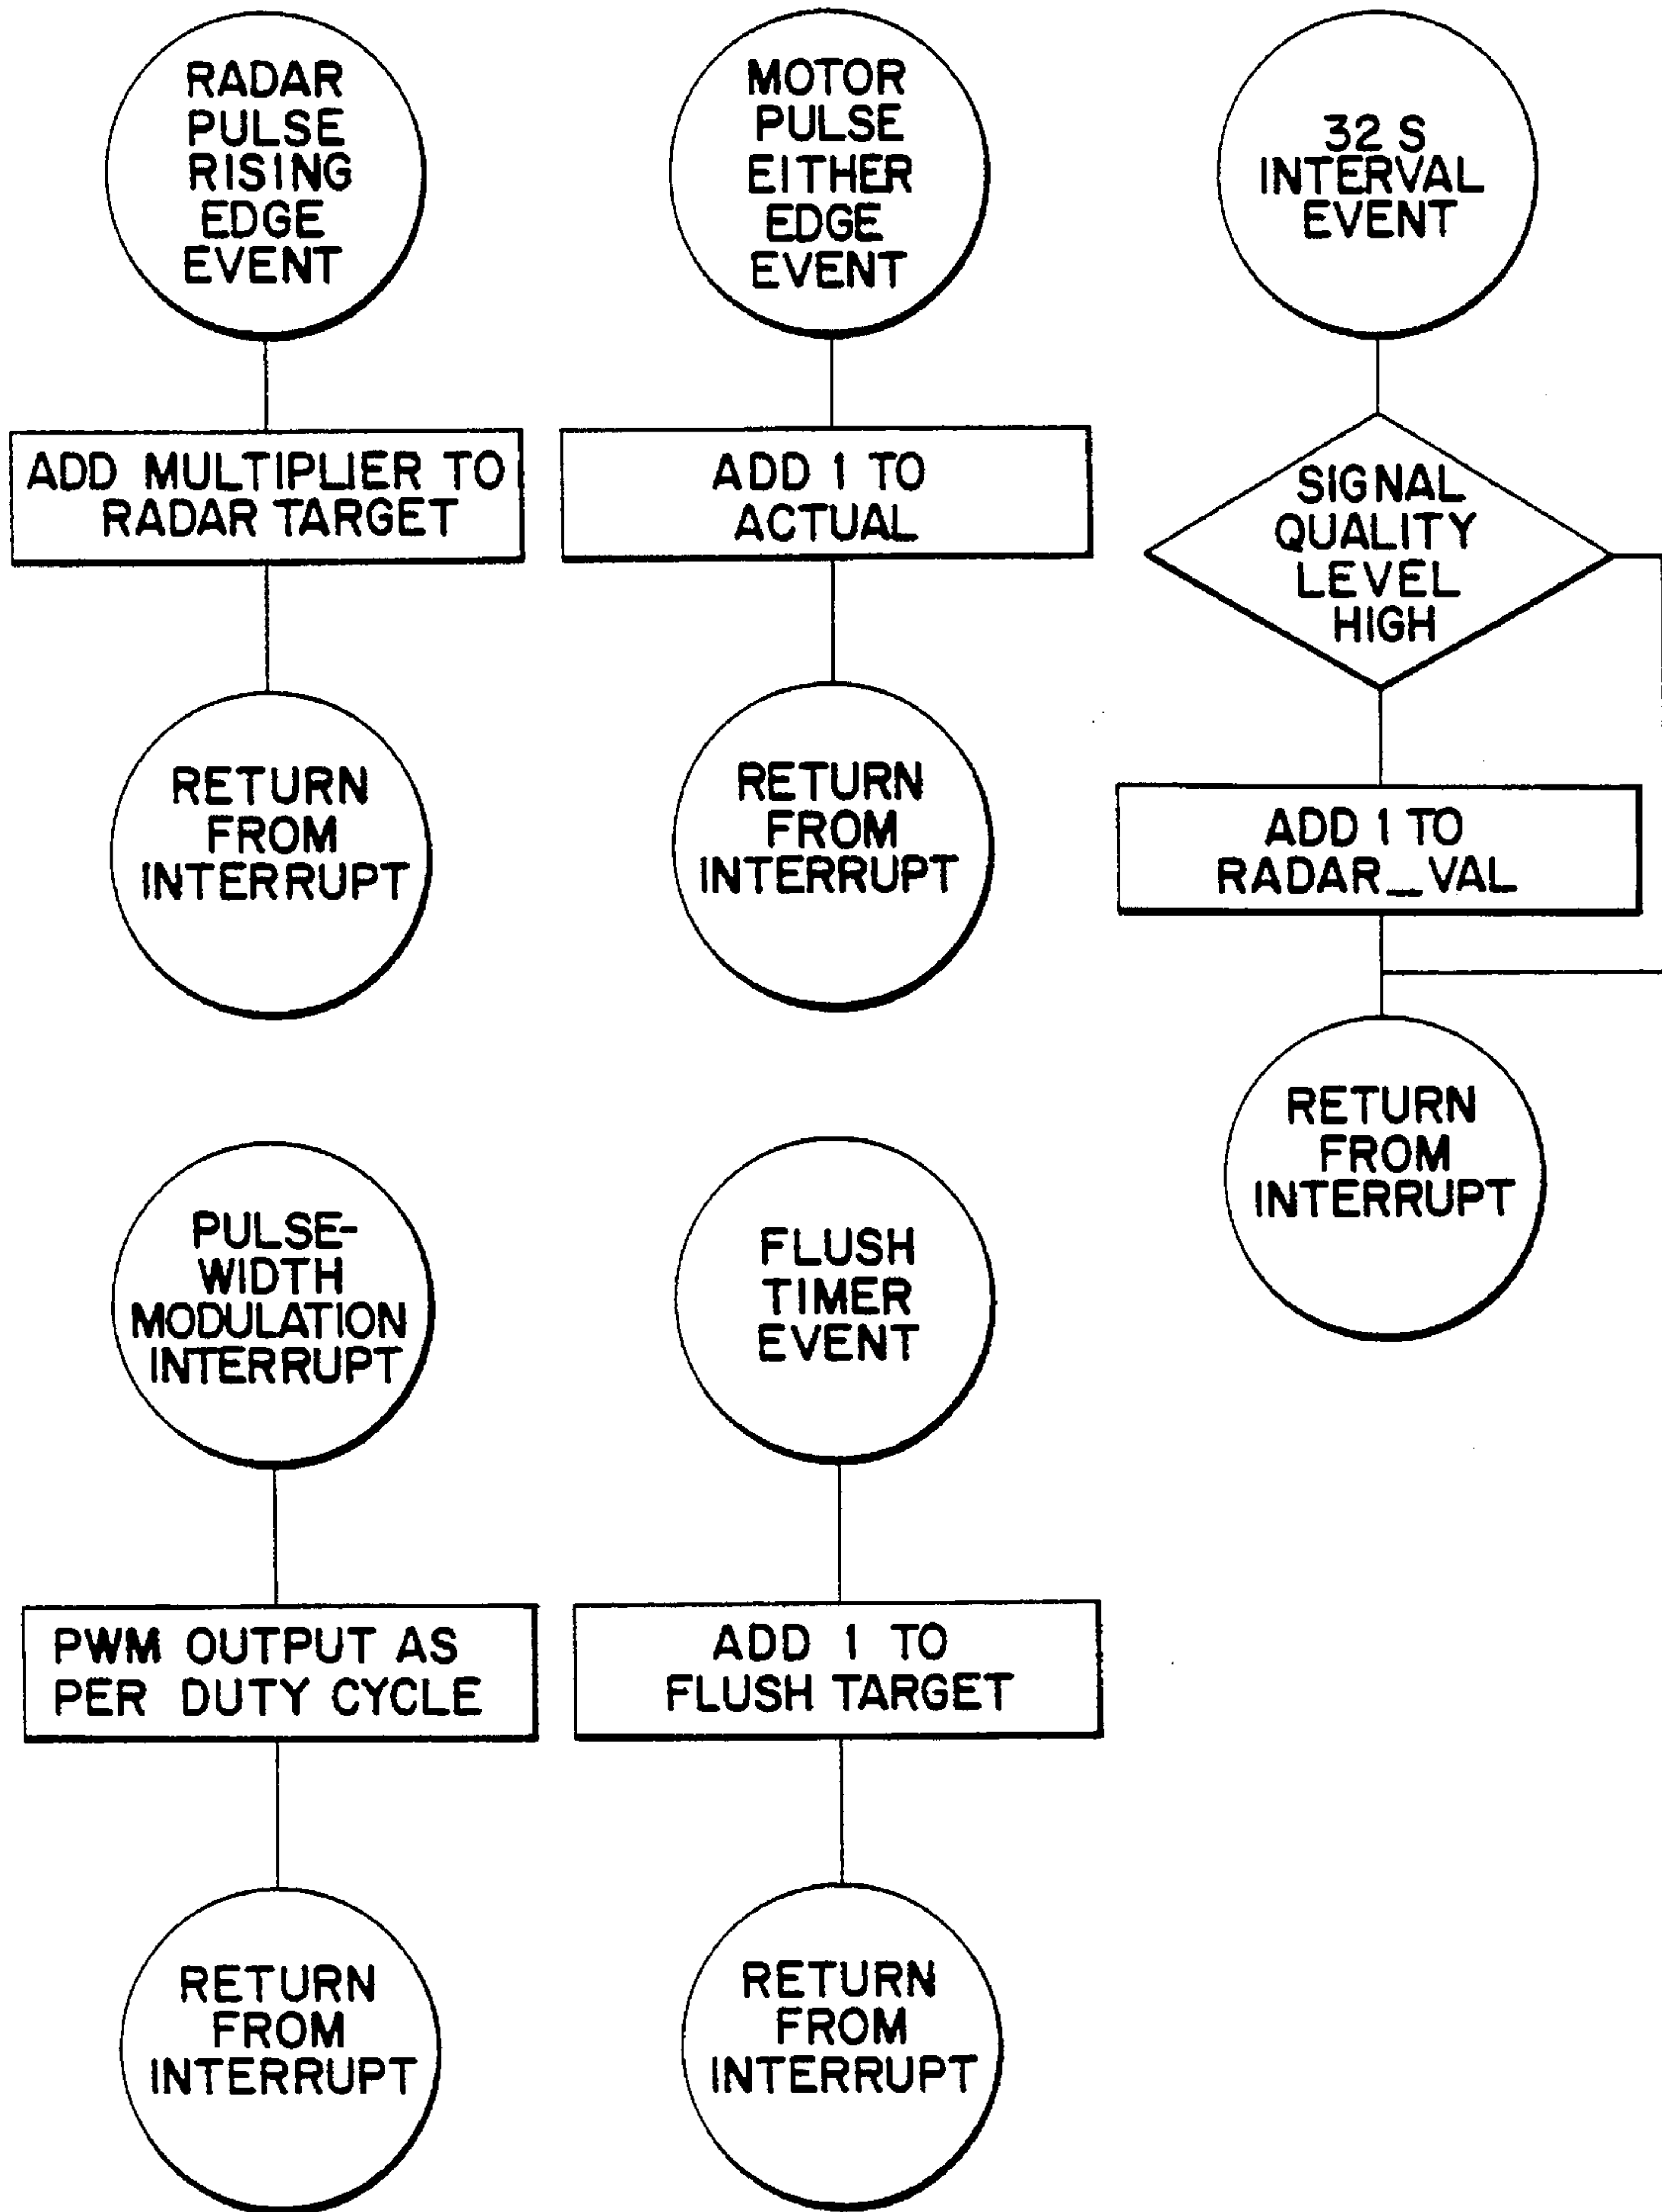 RADAR
PULSE
RISING
EDGE
EVENT
ADD MULTIPLIER TO
RADAR TARGET
RETURN
FROM
INTERRUPT
MOTOR
PULSE
EITHER
EDGE
EVENT
ADD 1 TO
ACTUAL
RETURN
FROM
INTERRUPT
32 S
INTERVAL
EVENT
SIGNAL
QUALITY
LEVEL
HIGH
ADD 1 TO
RADAR_VAL
RETURN
FROM
INTERRUPT
PULSE-
WIDTH
MODULATION
INTERRUPT
PWM OUTPUT AS
PER DUTY CYCLE
RETURN
FROM
INTERRUPT
FLUSH
TIMER
EVENT
ADD 1 TO
FLUSH TARGET
RETURN
FROM
INTERRUPT